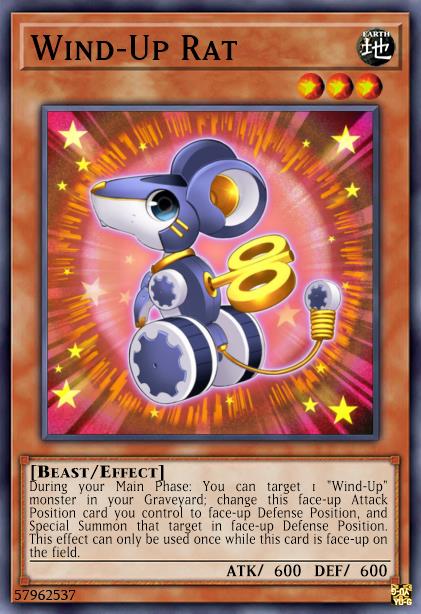 Wind-Up Rat
EARTH
地
[Beast/Effect]
During your Main Phase: You can target 1 "Wind-Up"
monster in your Graveyard; change this face-up Attack
Position card you control to face-up Defense Position, and
Special Summon that target in face-up Defense Position.
This effect can only be used once while this card is face-up on
the field.
ATK/ 600 DEF/ 600
57962537